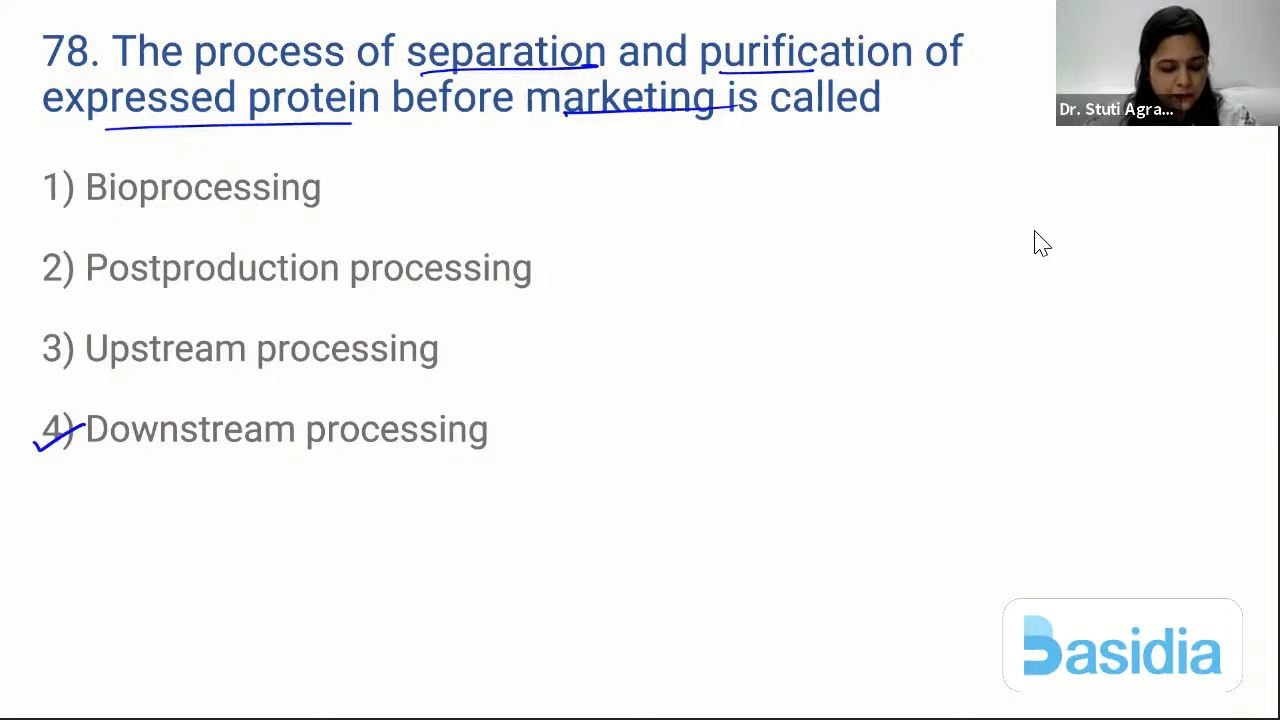 78. The process of separation and purification of
expressed protein before marketing is called
Dr. Stuti Agra...
1) Bioprocessing
2) Postproduction processing
3) Upstream processing
4) Downstream processing
Basidia